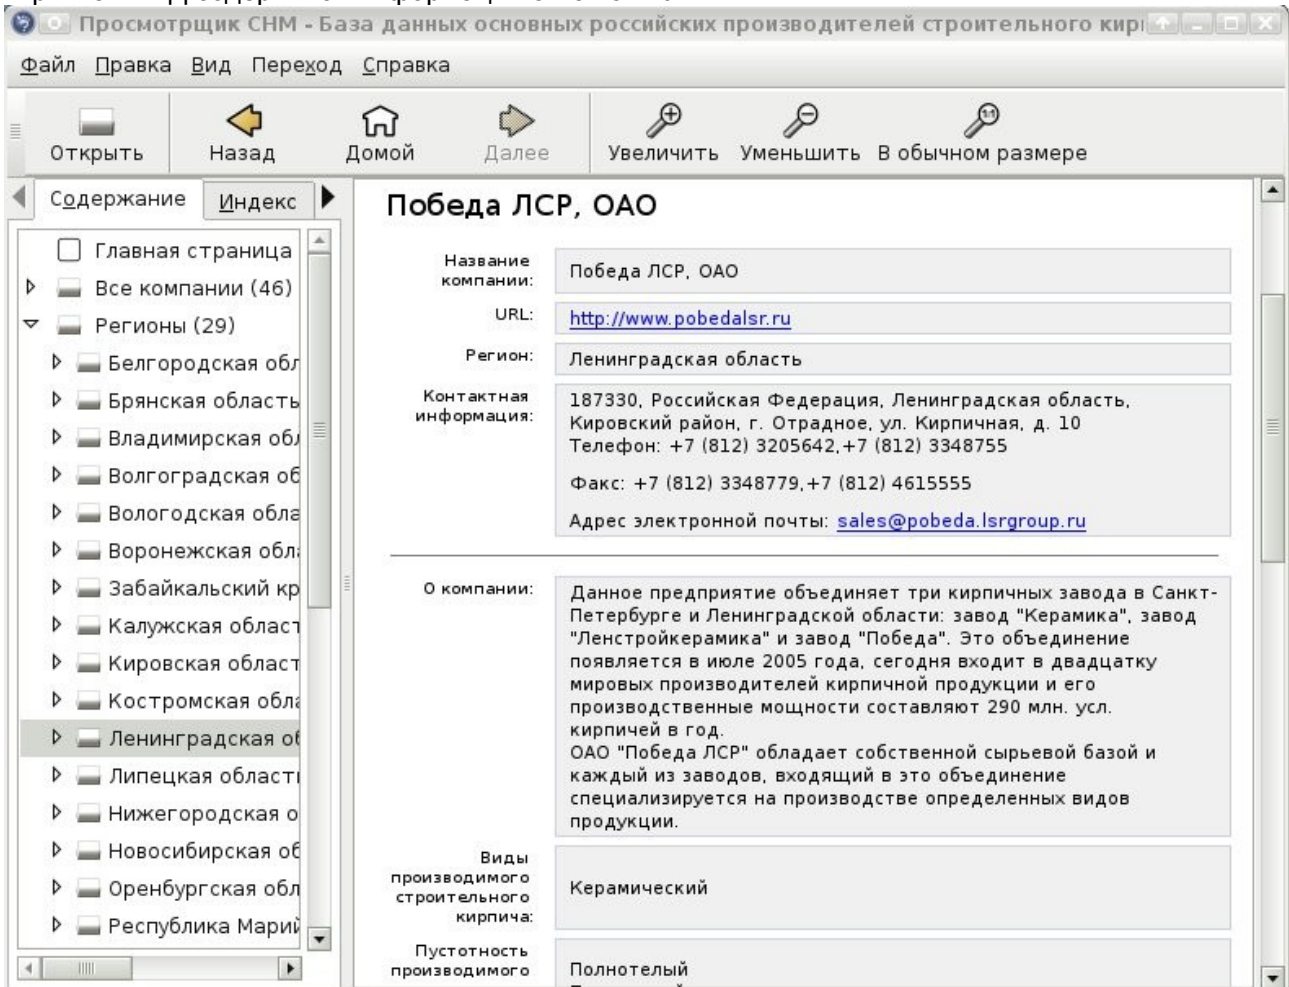 Просмотрщик CHM - База данных основных российских производителей строительного кирп
Файл Правка Вид Переход Справка
Открыть Назад Домой Далее Увеличить Уменьшить В обычном размере
Содержание Индекс
Главная страница
Все компании (46)
Регионы (29)
Белгородская обл
Брянская область
Владимирская обл
Волгоградская об
Вологодская обла
Воронежская обла
Забайкальский кр
Калужская област
Кировская област
Костромская обла
Ленинградская об
Липецкая област
Нижегородская о
Новосибирская об
Оренбургская обл
Республика Марий
Победа ЛСР, ОАО
Название
компании:
Победа ЛСР, ОАО
URL:
http://www.pobedalsr.ru
Регион:
Ленинградская область
Контактная
информация:
187330, Российская Федерация, Ленинградская область,
Кировский район, г. Отрадное, ул. Кирпичная, д. 10
Телефон: +7 (812) 3205642,+7 (812) 3348755
Факс: +7 (812) 3348779,+7 (812) 4615555
Адрес электронной почты: sales@pobeda.lsrgroup.ru
О компании:
Данное предприятие объединяет три кирпичных завода в Санкт-
Петербурге и Ленинградской области: завод "Керамика", завод
"Ленстройкерамика" и завод "Победа". Это объединение
появляется в июле 2005 года, сегодня входит в двадцатку
мировых производителей кирпичной продукции и его
производственные мощности составляют 290 млн. усл.
кирпичей в год.
ОАО "Победа ЛСР" обладает собственной сырьевой базой и
каждый из заводов, входящий в это объединение
специализируется на производстве определенных видов
продукции.
Виды
производимого
строительного
кирпича:
Керамический
Пустотность
производимого
Полнотелый